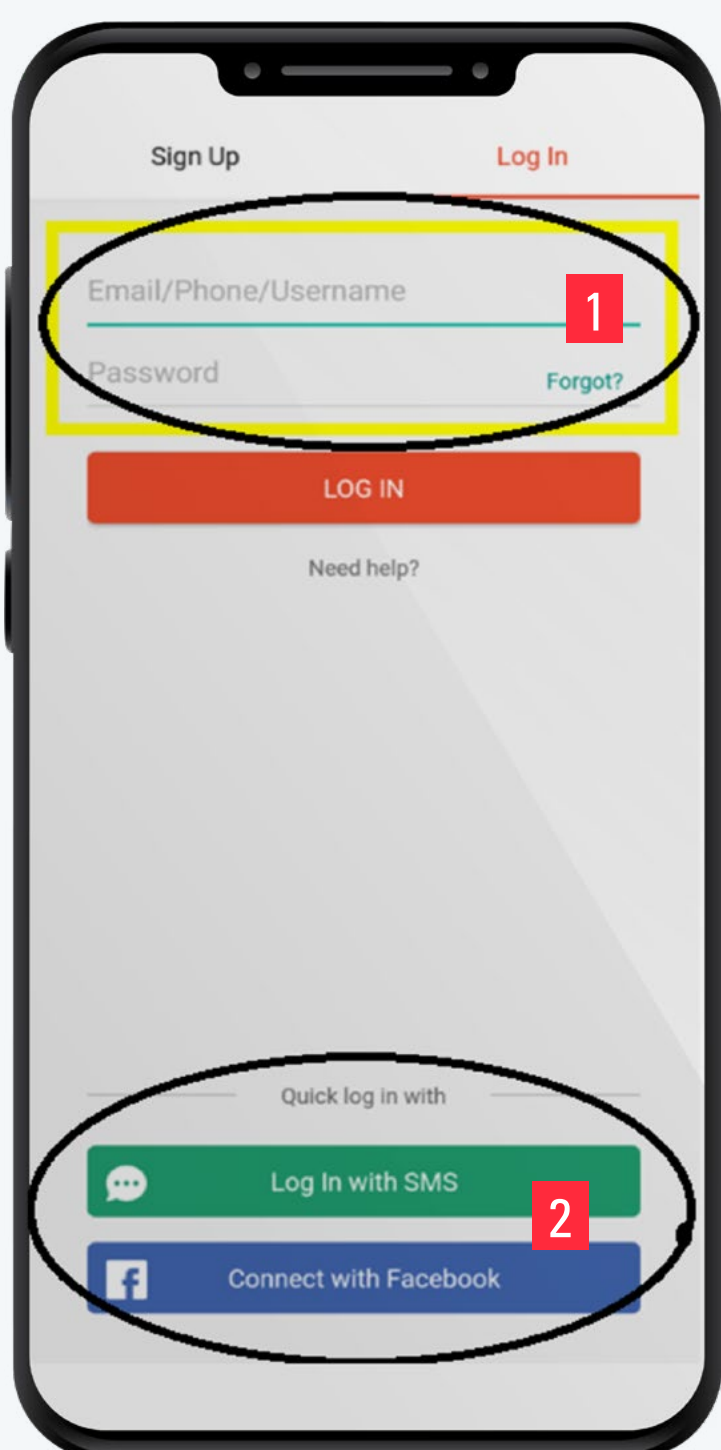 Sign Up
Log In
Email/Phone/Username
1
Password
Forgot?
LOG IN
Need help?
Quick log in with
Log In with SMS
2
Connect with Facebook